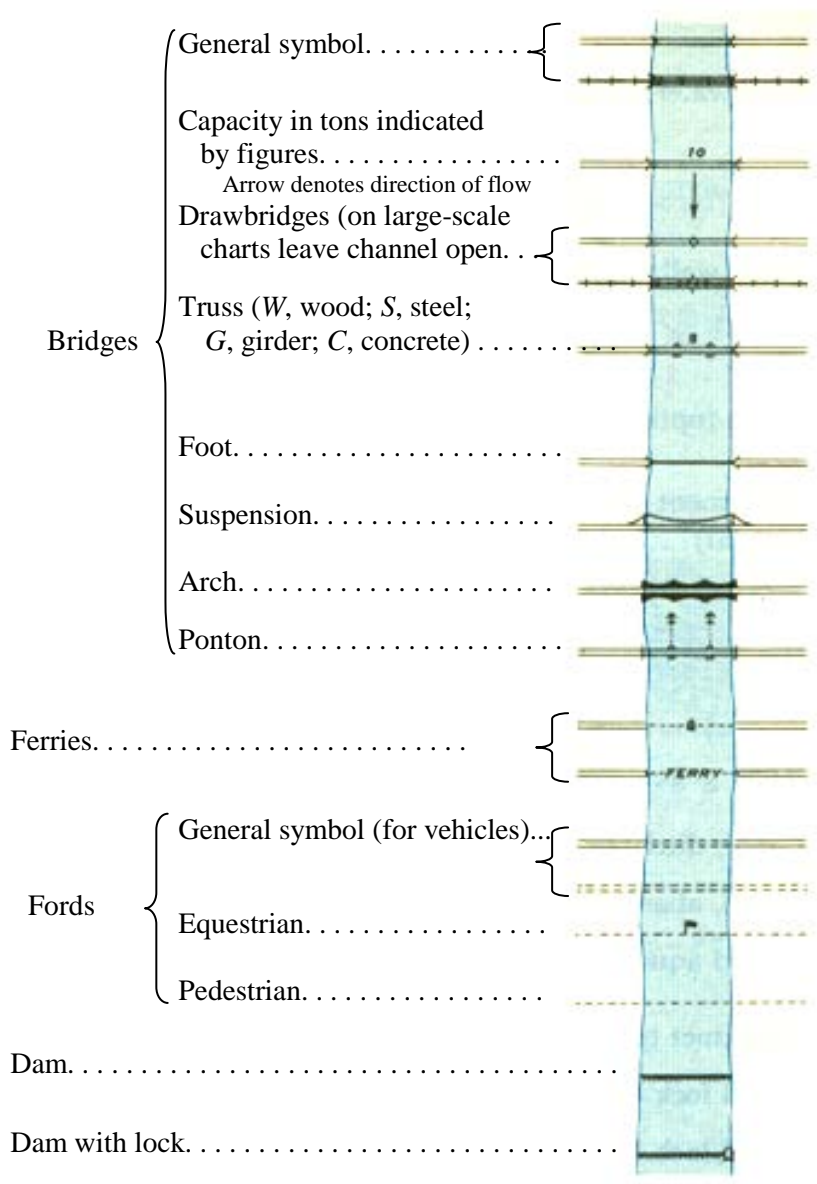 General symbol. . . . . . . . . . . . .
Capacity in tons indicated
by figures. . . . . . . . . . . . . . . . .
10
Arrow denotes direction of flow
Drawbridges (on large-scale
charts leave channel open. . .
Truss (W, wood; S, steel;
Bridges
G, girder; C, concrete) . . . . . . . . . .
Foot. . . . . . . . . . . . . . . . . . . . . . .
Suspension. . . . . . . . . . . . . . . . .
Arch. . . . . . . . . . . . . . . . . . . . . .
Ponton. . . . . . . . . . . . . . . . . . . . .
Ferries. . . . . . . . . . . . . . . . . . . . . . . . . .
FERRY
General symbol (for vehicles)...
Fords
Equestrian. . . . . . . . . . . . . . . . .
Pedestrian. . . . . . . . . . . . . . . . .
Dam. . . . . . . . . . . . . . . . . . . . . . . . . . . . . . . . . . . . . .
Dam with lock. . . . . . . . . . . . . . . . . . . . . . . . . . . . . .